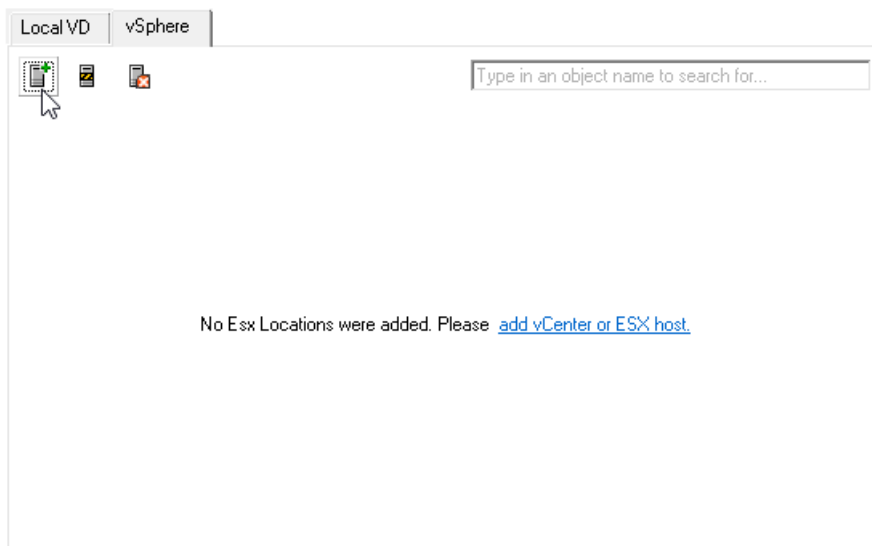 Local VD vSphere
Type in an object name to search for...
No Esx Locations were added. Please add vCenter or ESX host.